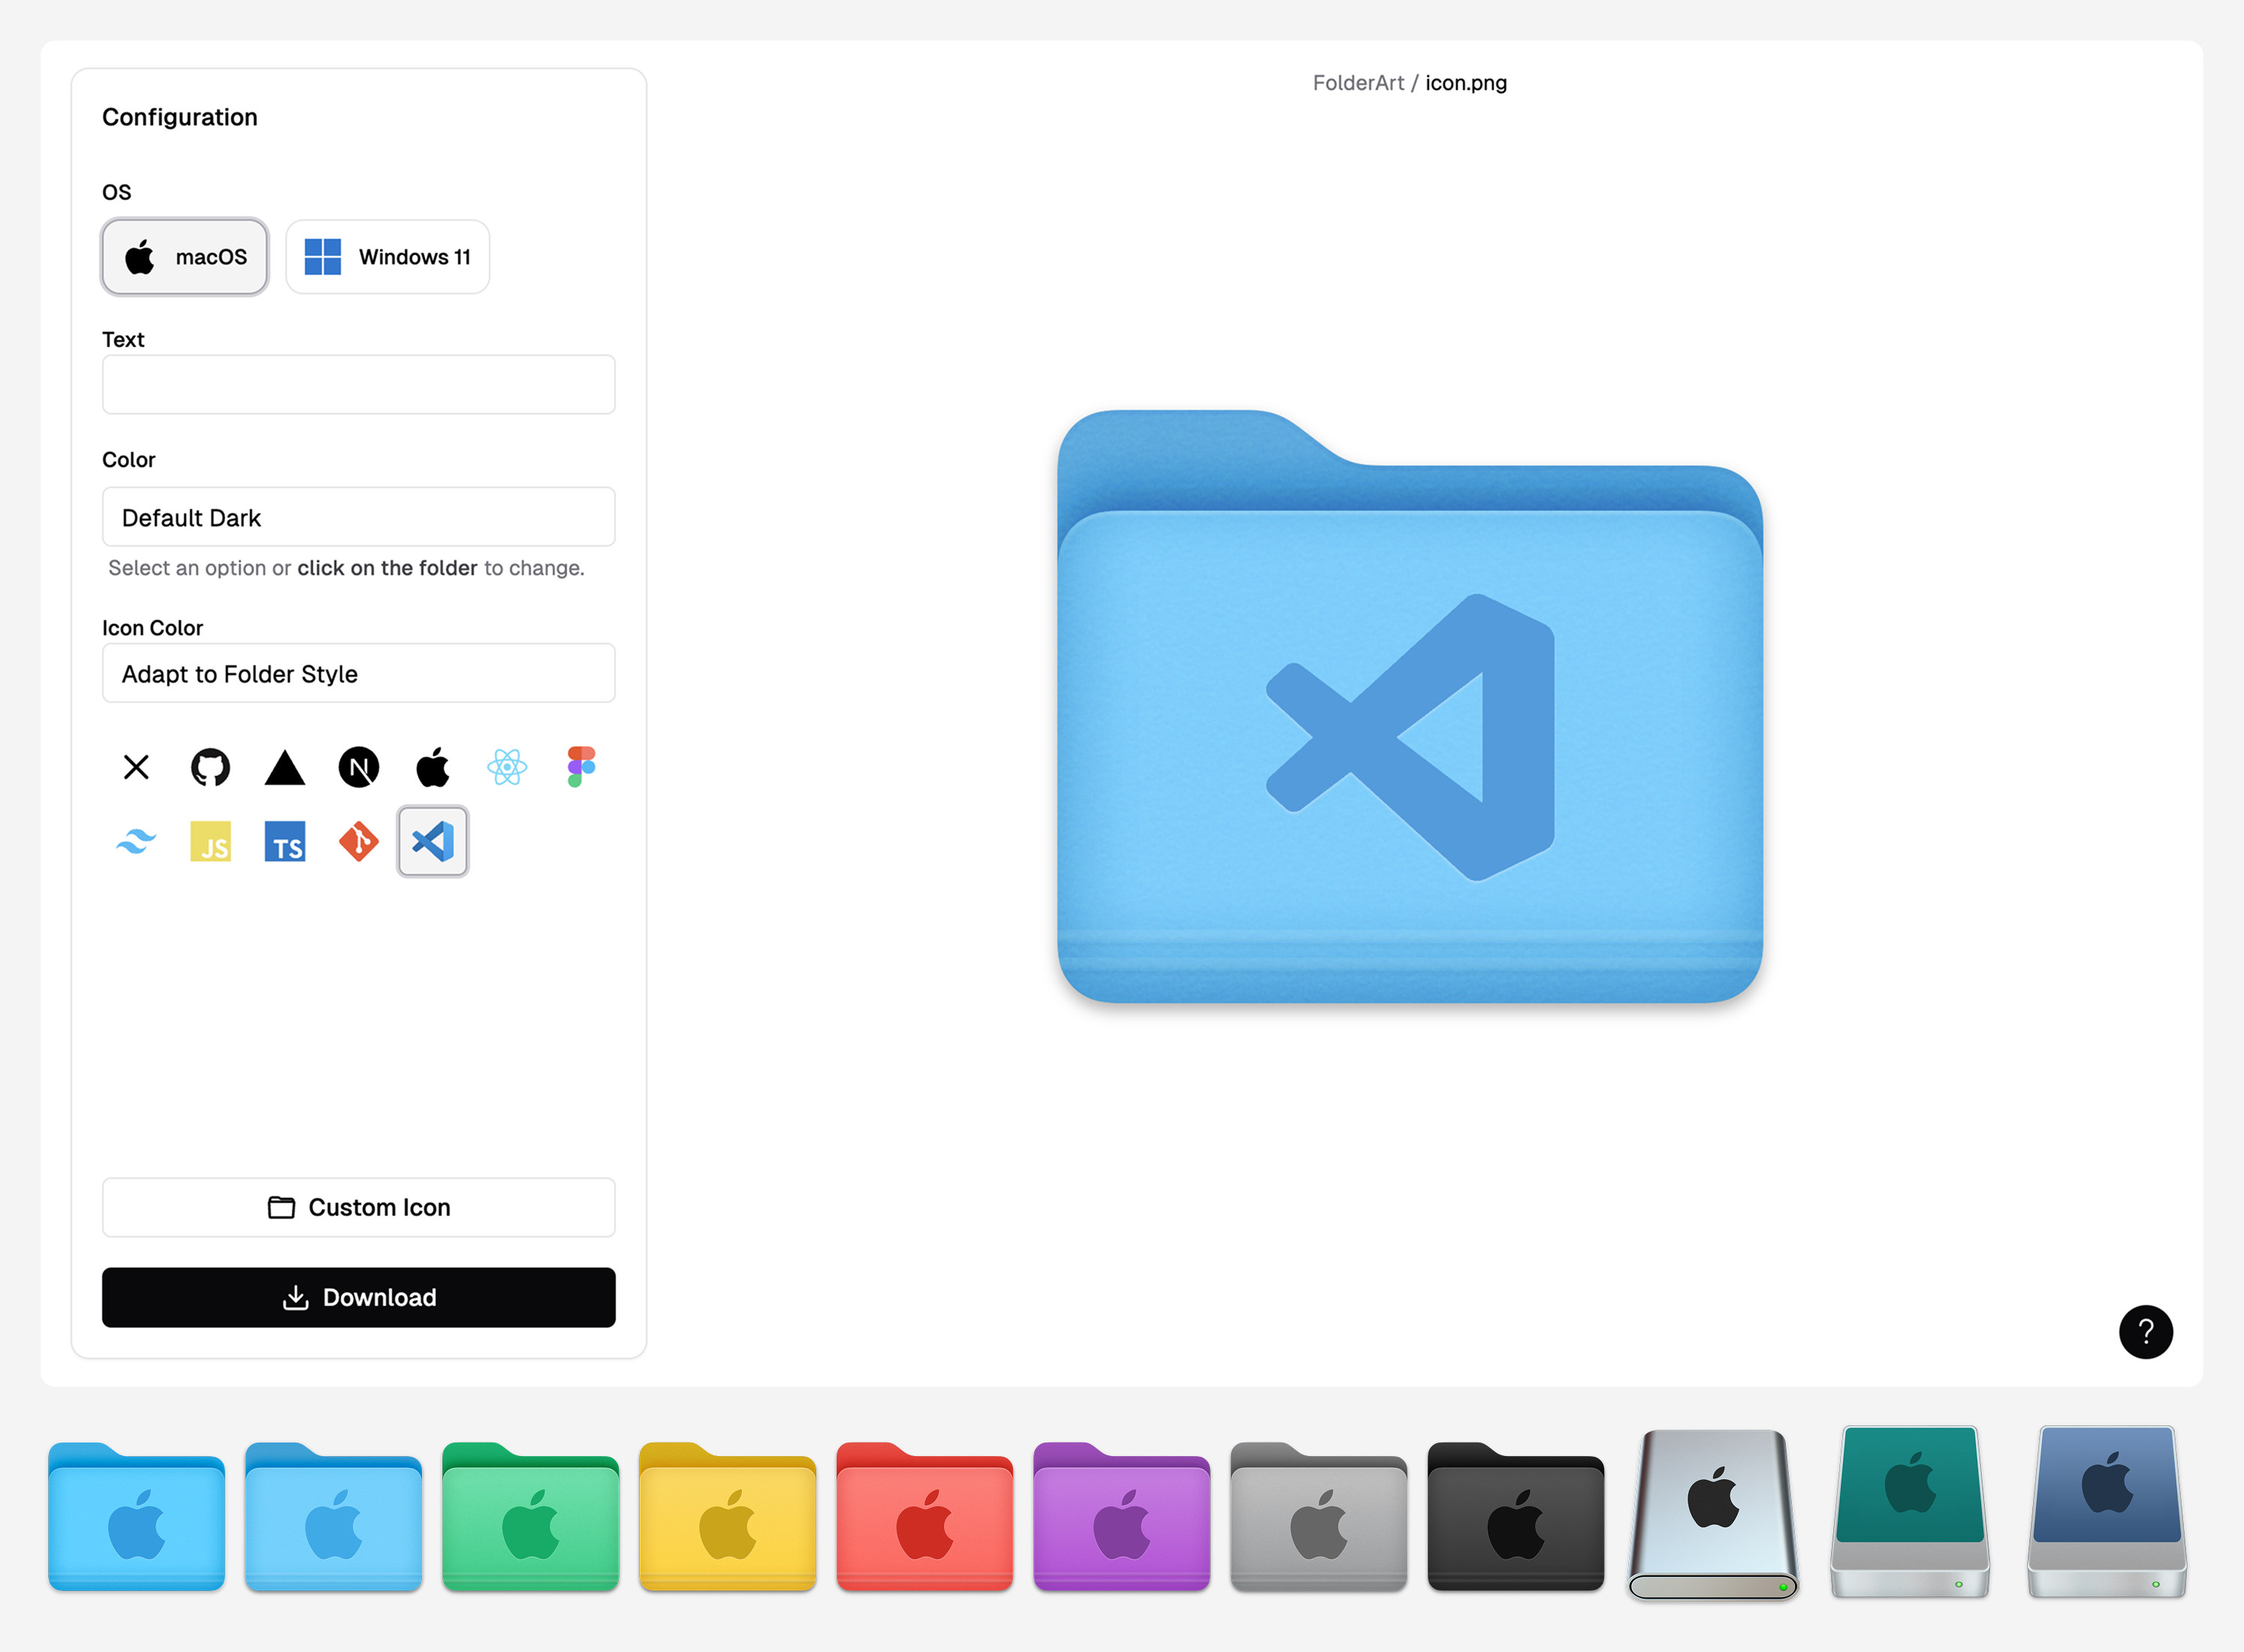 Configuration
OS
macOS
Windows 11
Text
Color
Default Dark
Select an option or click on the folder to change.
Icon Color
Adapt to Folder Style
N
JS
TS
Custom Icon
Download
FolderArt / icon.png
?